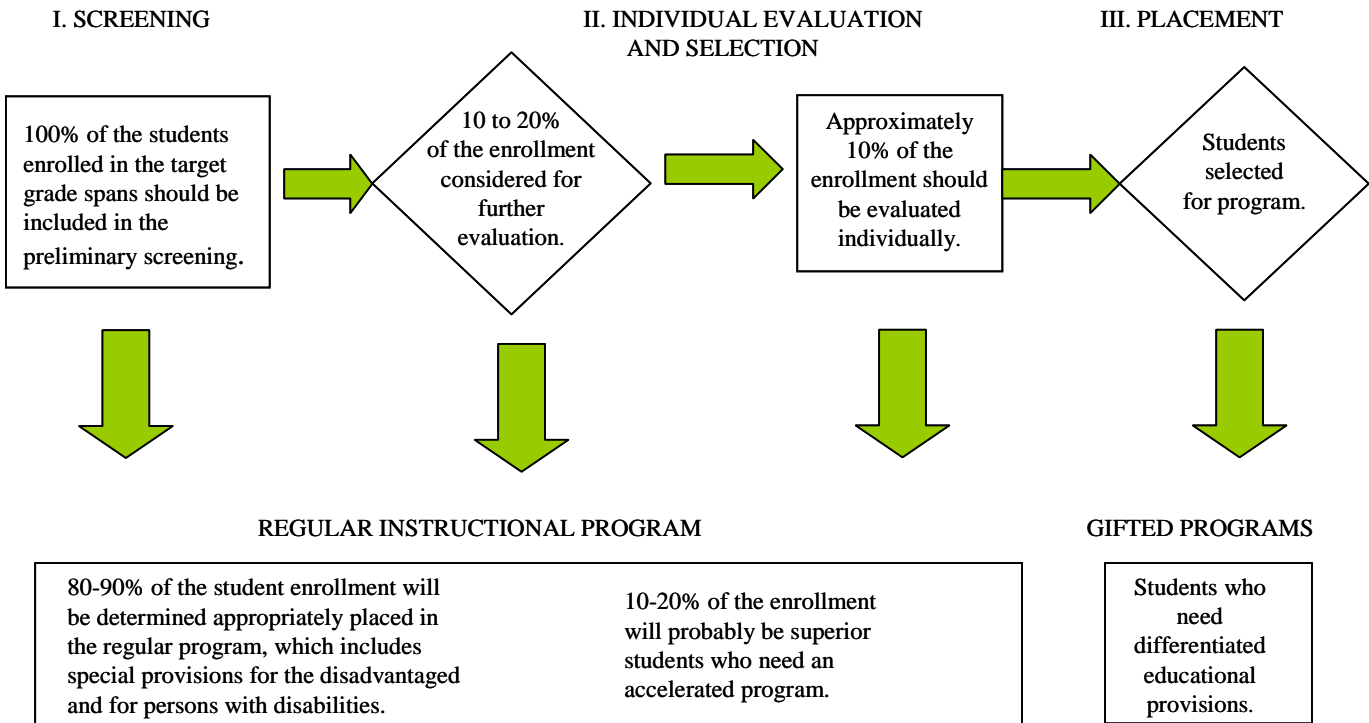 I. SCREENING
II. INDIVIDUAL EVALUATION
AND SELECTION
III. PLACEMENT
100% of the students
enrolled in the target
grade spans should be
included in the
preliminary screening.
10 to 20%
of the enrollment
considered for
further
evaluation.
Approximately
10% of the
enrollment should
be evaluated
individually.
Students
selected
for program.
REGULAR INSTRUCTIONAL PROGRAM
GIFTED PROGRAMS
80-90% of the student enrollment will
be determined appropriately placed in
the regular program, which includes
special provisions for the disadvantaged
and for persons with disabilities.
10-20% of the enrollment
will probably be superior
students who need an
accelerated program.
Students who
need
differentiated
educational
provisions.